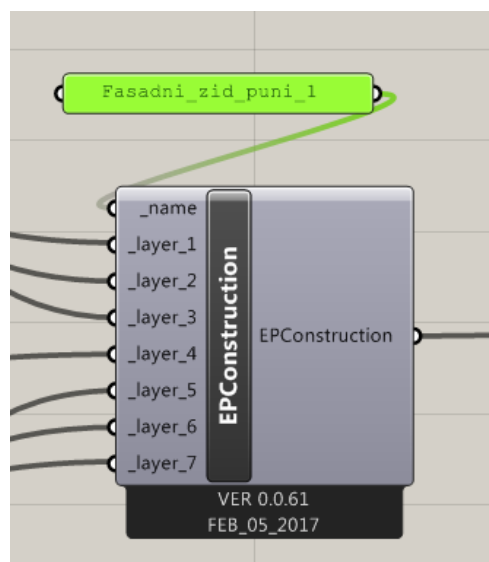 Fasadni_zid_puni_1
_name
_layer_1
_layer_2
_layer_3
_layer_4
_layer_5
_layer_6
_layer_7
EPConstruction
EPConstruction
VER 0.0.61
FEB_05_2017